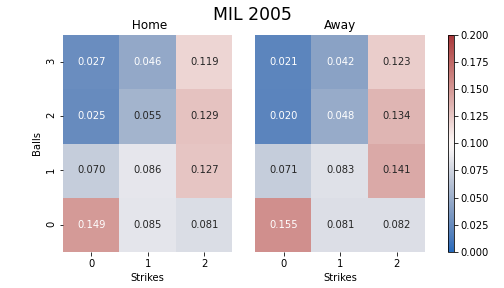 MIL 2005
Home
Away
3 0.027 0.046 0.119 0.021 0.042 0.123
2 0.025 0.055 0.129 0.020 0.048 0.134
1 0.070 0.086 0.127 0.071 0.083 0.141
0 0.149 0.085 0.081 0.155 0.081 0.082
Balls
0 1 2
0 1 2
Strikes
Strikes
0.200
0.175
0.150
0.125
0.100
0.075
0.050
0.025
0.000